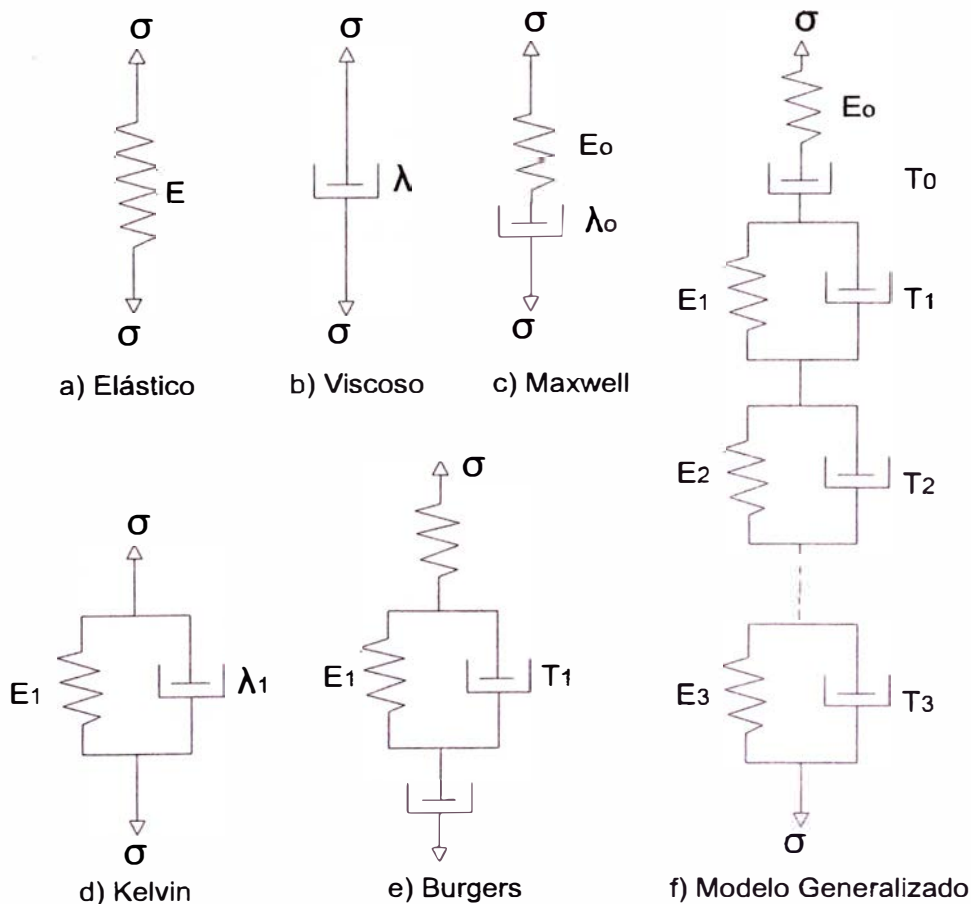 σ
E
σ
a) Elástico
σ
λ
σ
b) Viscoso
σ
Eo
λo
σ
c) Maxwell
σ
E1
λ1
σ
d) Kelvin
σ
E1
T1
e) Burgers
σ
Eo
T0
E1
T1
E2
T2
E3
T3
σ
f) Modelo Generalizado